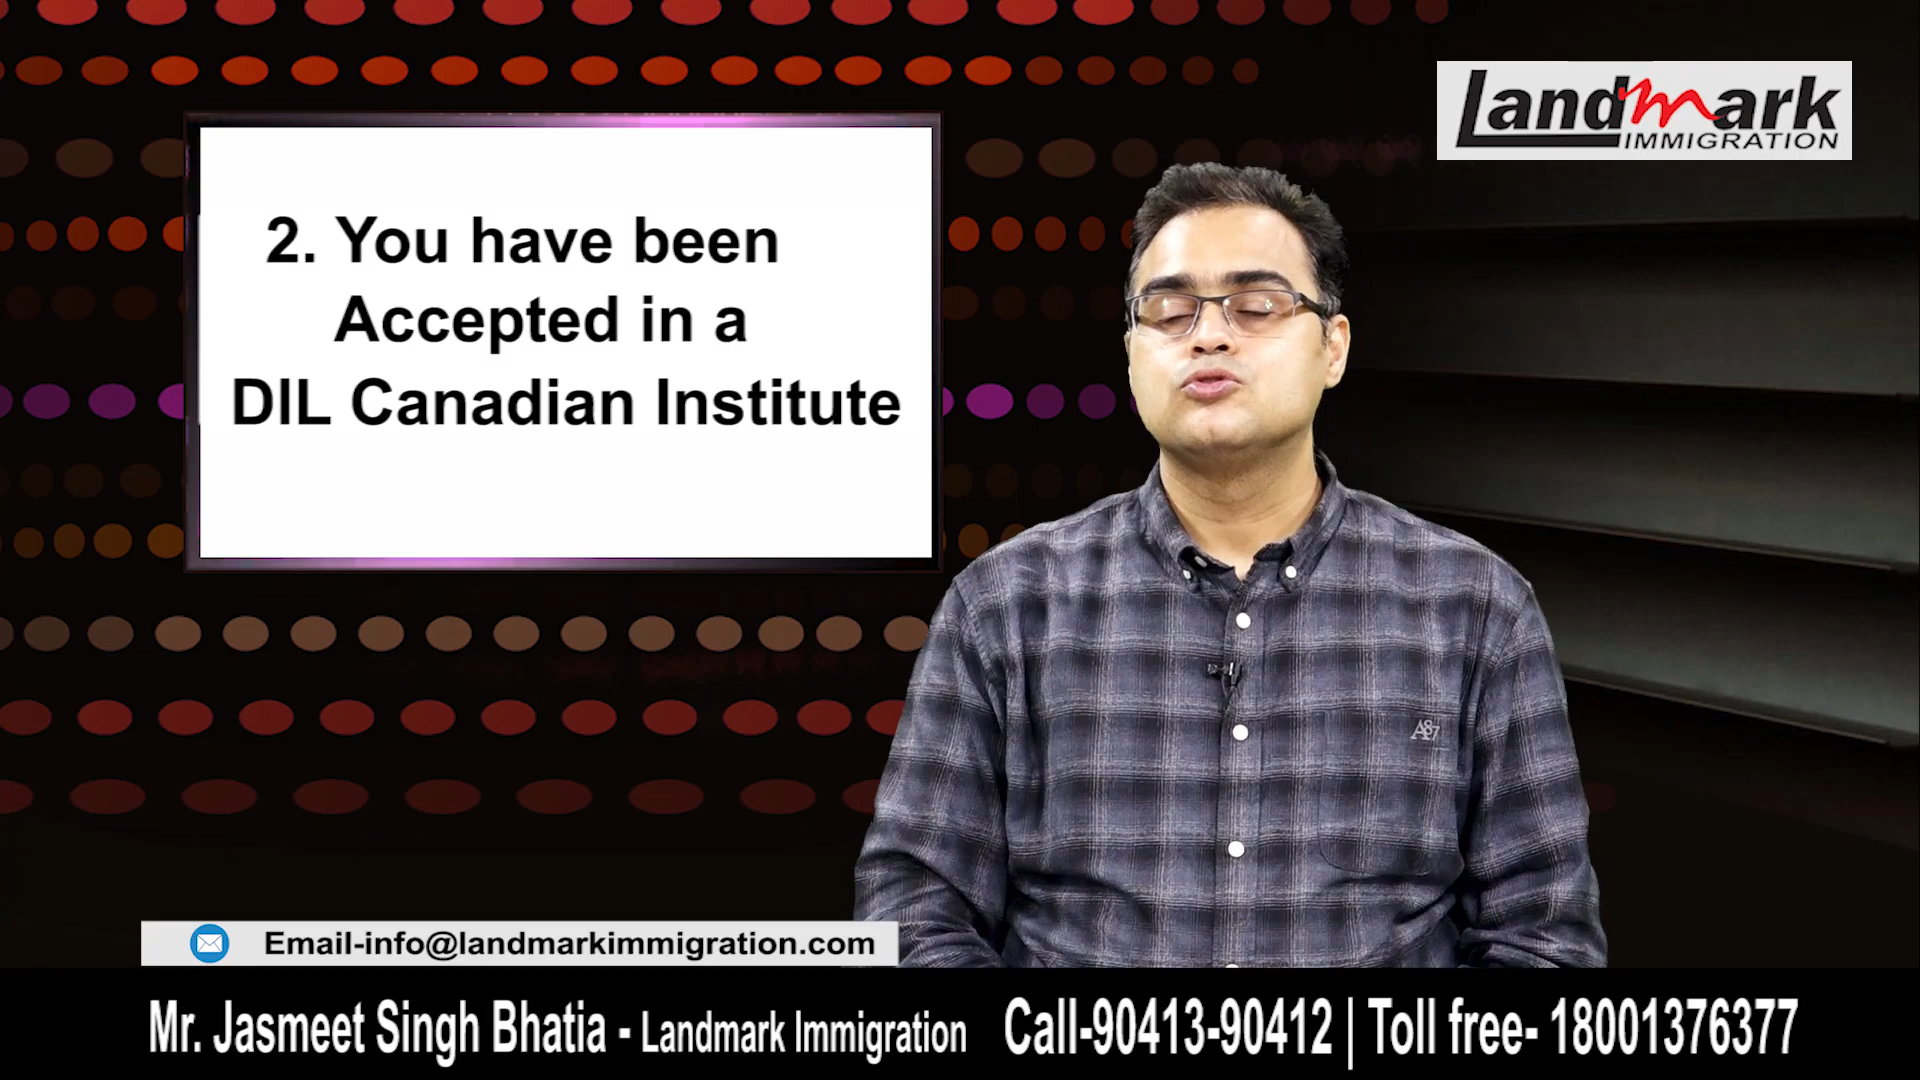 Landmark
IMMIGRATION
2. You have been
Accepted in a
DIL Canadian Institute
AS7
Email-info@landmarkimmigration.com
Mr. Jasmeet Singh Bhatia - Landmark Immigration Call-90413-90412 | Toll free- 18001376377